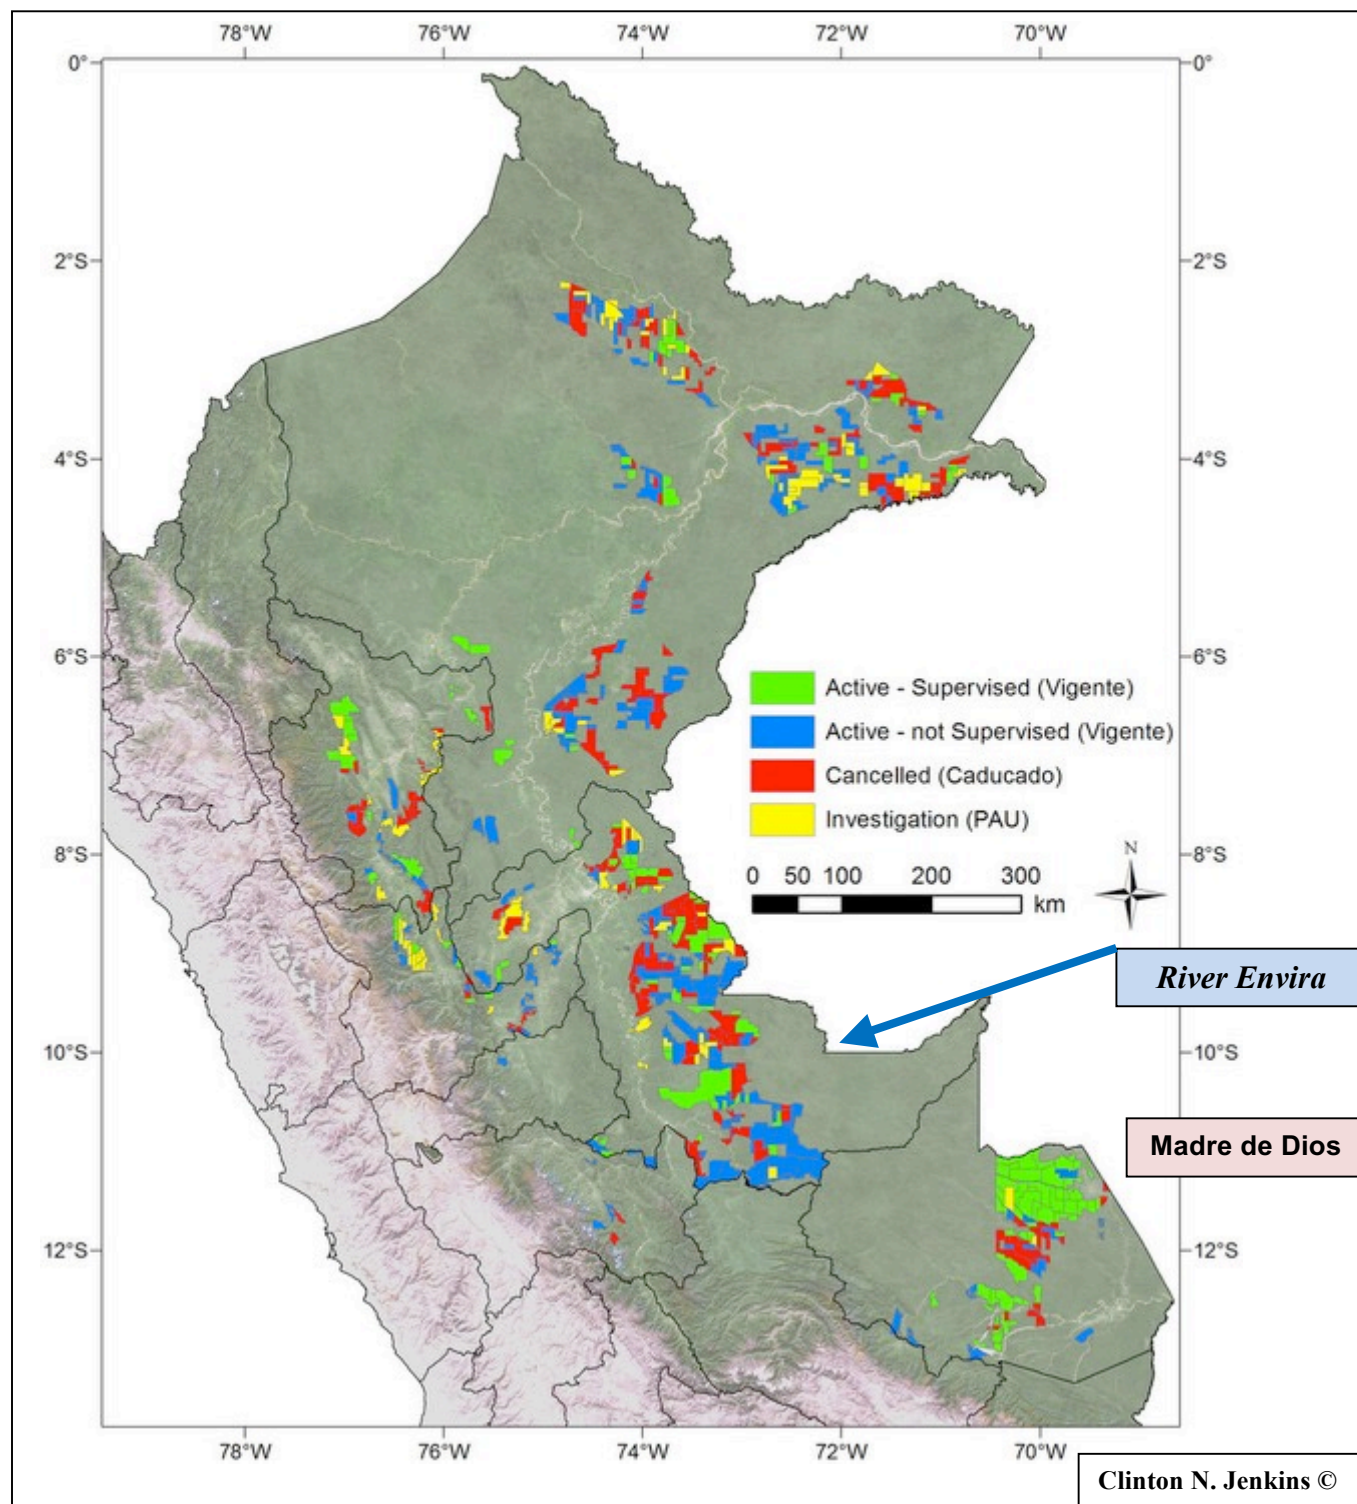 78°W 76°W 74°W 72°W 70°W
0° 0°
2°S 2°S
4°S 4°S
6°S 6°S
Active - Supervised (Vigente)
Active - not Supervised (Vigente)
Cancelled (Caducado)
Investigation (PAU)
8°S 8°S
N
0 50 100 200 300
km
River Envira
10°S 10°S
Madre de Dios
12°S 12°S
78°W 76°W 74°W 72°W 70°W
Clinton N. Jenkins ©